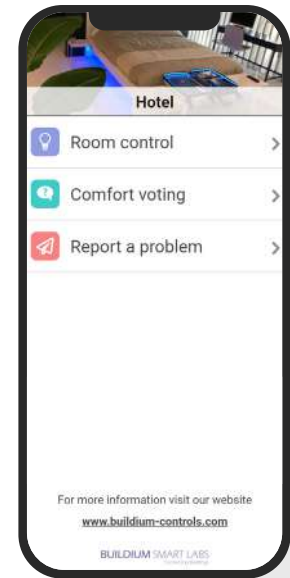 Hotel
Room control
Comfort voting
Report a problem
For more information visit our website
www.buildium-controls.com
BUILDIUM SMART LABS